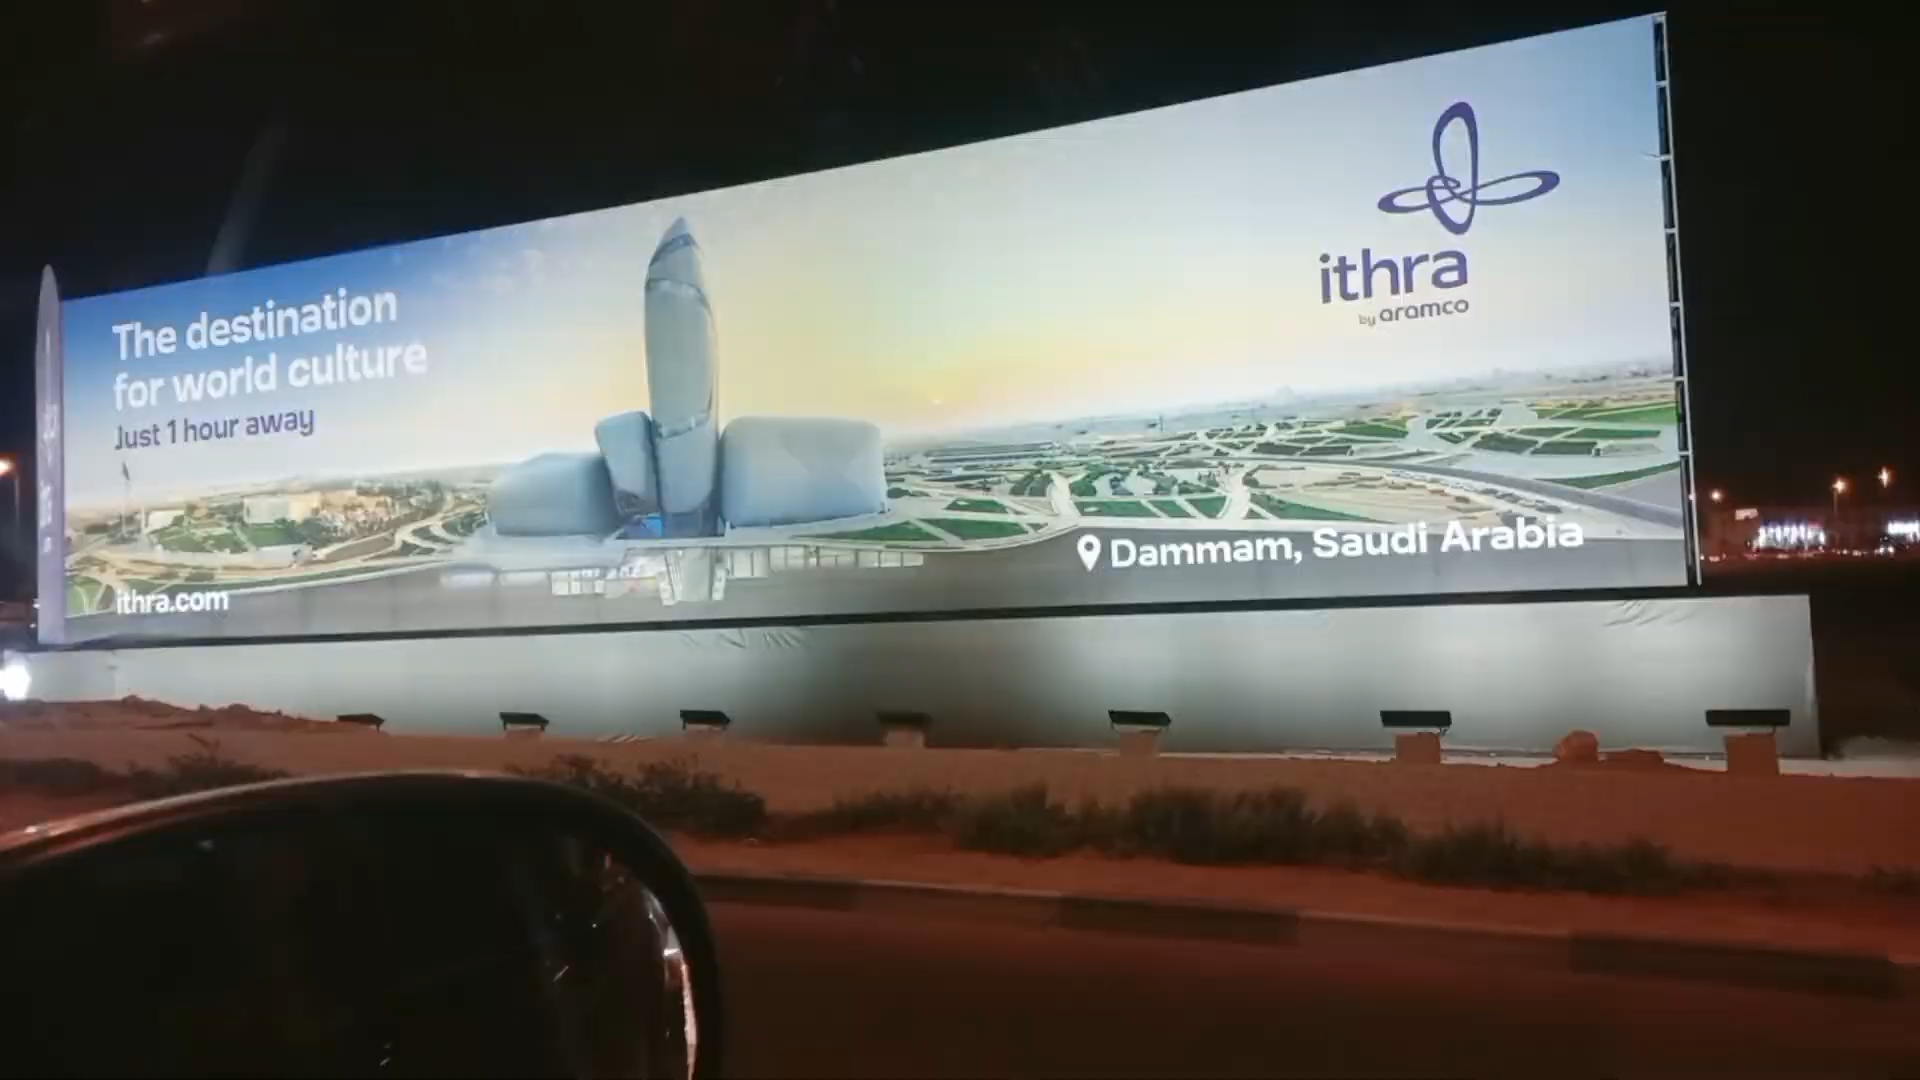 The destination
for world culture
Just 1 hour away
ithra
by aramco
Dammam, Saudi Arabia
ithra.com